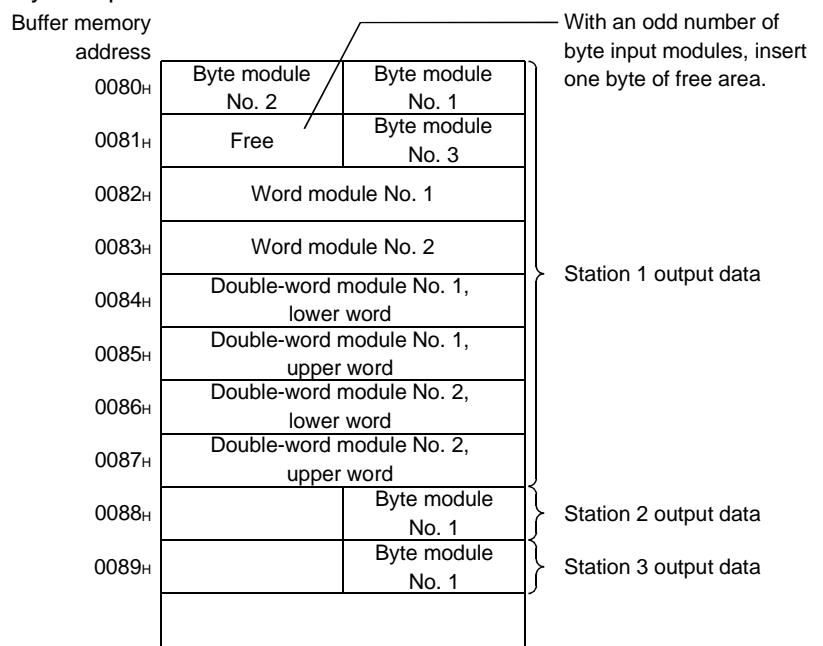 Buffer memory
address
With an odd number of
byte input modules, insert
one byte of free area.
0080H
Byte module
No. 2
Byte module
No. 1
0081H
Free
Byte module
No. 3
0082H
Word module No. 1
0083H
Word module No. 2
Station 1 output data
0084H
Double-word module No. 1,
lower word
0085H
Double-word module No. 1,
upper word
0086H
Double-word module No. 2,
lower word
0087H
Double-word module No. 2,
upper word
0088H
Byte module
No. 1
Station 2 output data
0089H
Byte module
No. 1
Station 3 output data